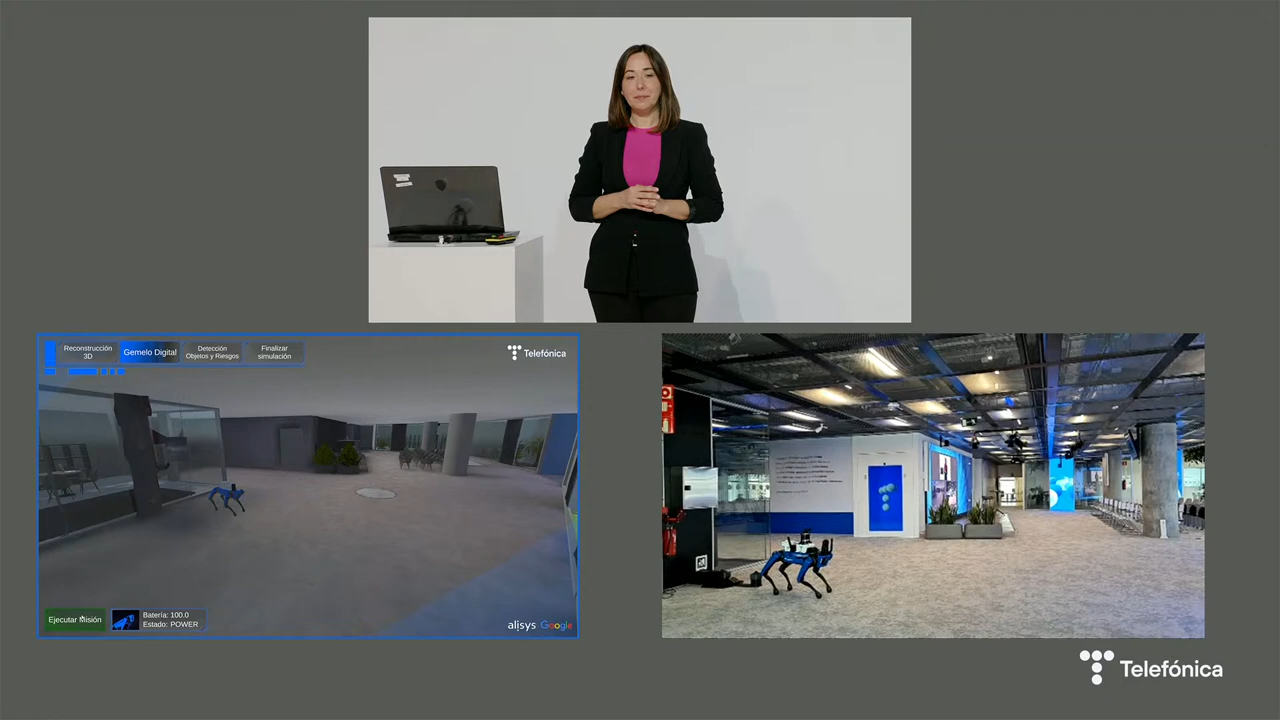 Reconstrucción
3D
Gemelo Digital
Detección
Objetos y Riesgos
Finalizar
simulación
Telefónica
Ejecutar Misión
Batería: 100.0
Estado: POWER
alisys Google
Telefónica